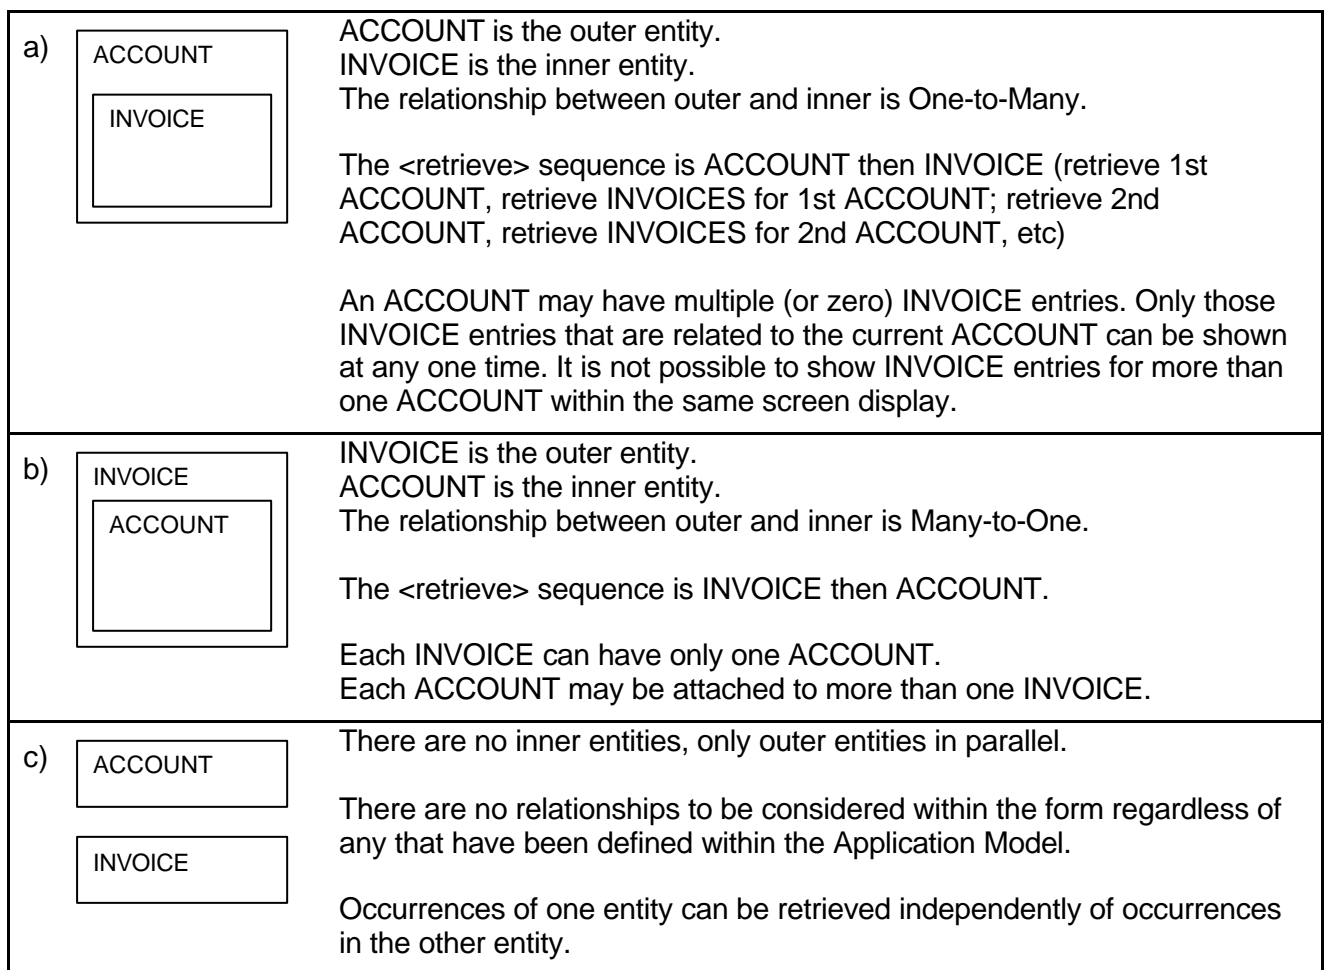 a)
ACCOUNT
INVOICE
ACCOUNT is the outer entity.
INVOICE is the inner entity.
The relationship between outer and inner is One-to-Many.
The <retrieve> sequence is ACCOUNT then INVOICE (retrieve 1st
ACCOUNT, retrieve INVOICES for 1st ACCOUNT; retrieve 2nd
ACCOUNT, retrieve INVOICES for 2nd ACCOUNT, etc)
An ACCOUNT may have multiple (or zero) INVOICE entries. Only those
INVOICE entries that are related to the current ACCOUNT can be shown
at any one time. It is not possible to show INVOICE entries for more than
one ACCOUNT within the same screen display.
b)
INVOICE
ACCOUNT
INVOICE is the outer entity.
ACCOUNT is the inner entity.
The relationship between outer and inner is Many-to-One.
The <retrieve> sequence is INVOICE then ACCOUNT.
Each INVOICE can have only one ACCOUNT.
Each ACCOUNT may be attached to more than one INVOICE.
c)
ACCOUNT
INVOICE
There are no inner entities, only outer entities in parallel.
There are no relationships to be considered within the form regardless of
any that have been defined within the Application Model.
Occurrences of one entity can be retrieved independently of occurrences
in the other entity.